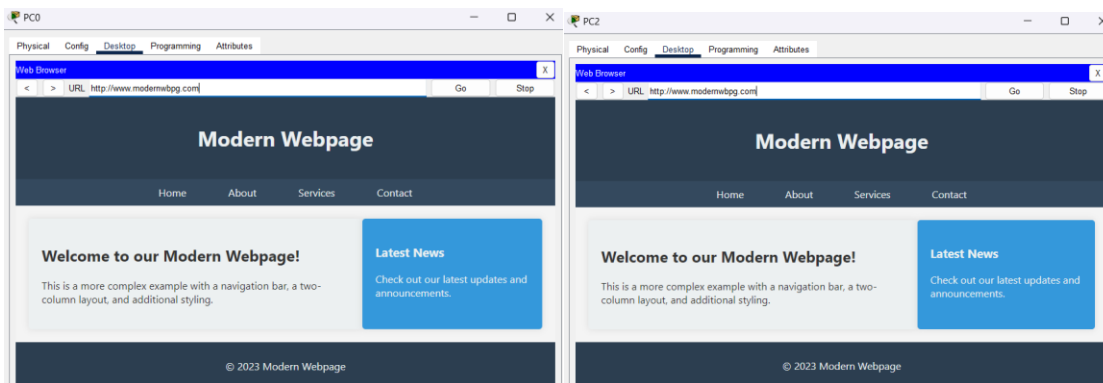 PC0
Physical Config Desktop Programming Attributes
Web Browser X
< > URL http://www.modernwbpg.com Go Stop
Modern Webpage
Home About Services Contact
Welcome to our Modern Webpage!
This is a more complex example with a navigation bar, a two-
column layout, and additional styling.
Latest News
Check out our latest updates and
announcements.
© 2023 Modern Webpage
PC2
Physical Config Desktop Programming Attributes
Web Browser X
< > URL http://www.modernwbpg.com Go Stop
Modern Webpage
Home About Services Contact
Welcome to our Modern Webpage!
This is a more complex example with a navigation bar, a two-
column layout, and additional styling.
Latest News
Check out our latest updates and
announcements.
© 2023 Modern Webpage